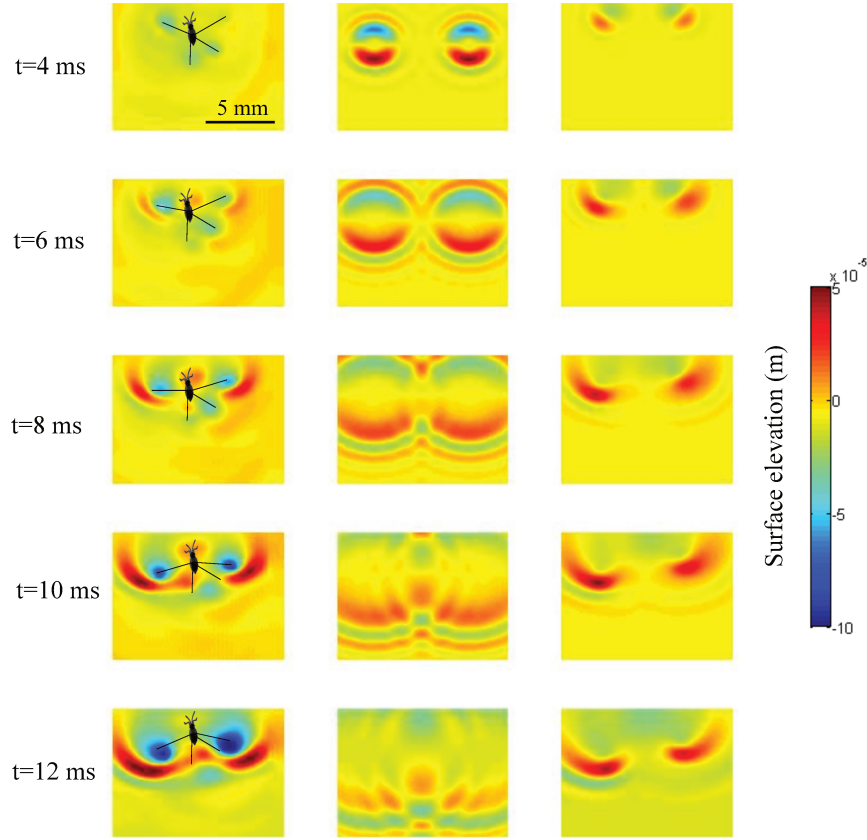 t=4 ms
5 mm
t=6 ms
t=8 ms
t=10 ms
t=12 ms
x 10 -5
5
0
-5
-10
Surface elevation (m)